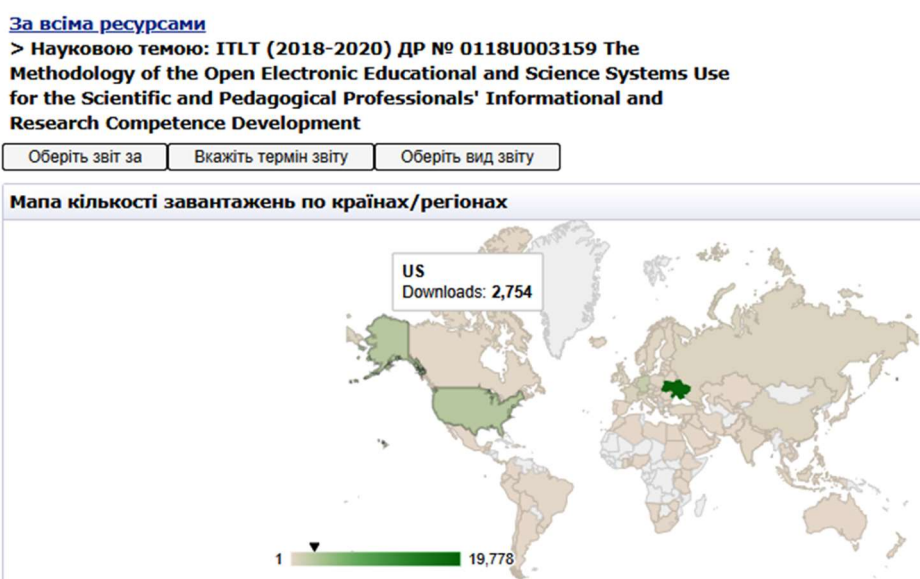 За всіма ресурсами
> Науковою темою: ITLT (2018-2020) ДР № 0118U003159 The
Methodology of the Open Electronic Educational and Science Systems Use
for the Scientific and Pedagogical Professionals' Informational and
Research Competence Development
Оберіть звіт за Вкажіть термін звіту Оберіть вид звіту
Мапа кількості завантажень по країнах/регіонах
US
Downloads: 2,754
1 19,778